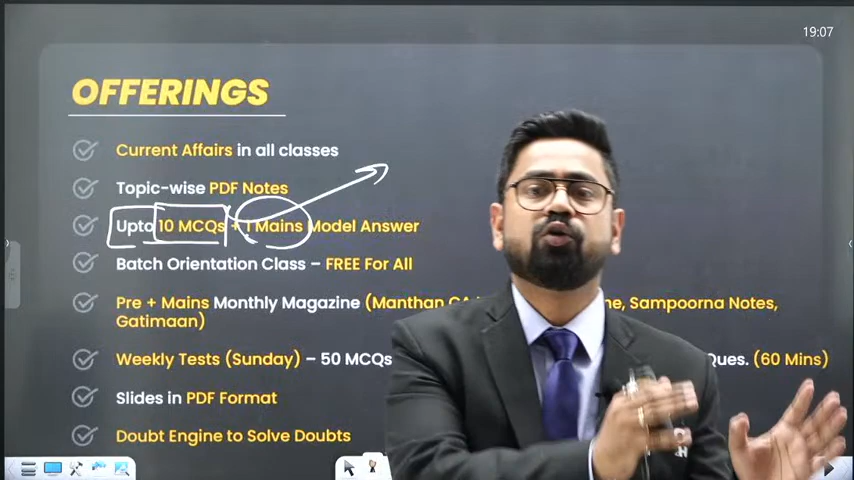 19:07
OFFERINGS
Current Affairs in all classes
Topic-wise PDF Notes
Upto 10 MCQs + 1 Mains Model Answer
Batch Orientation Class – FREE For All
Pre + Mains Monthly Magazine (Manthan CA, Sampoorna Notes,
Gatimaan)
Weekly Tests (Sunday) – 50 MCQs Ques. (60 Mins)
Slides in PDF Format
Doubt Engine to Solve Doubts